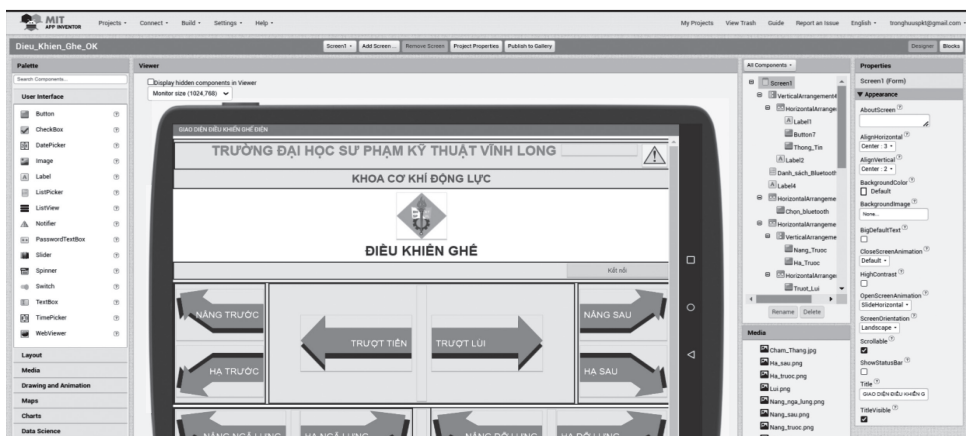 MIT
APP INVENTOR
Projects Connect Build Settings Help
My Projects View Trash Guide Report an Issue English tronghuuspkt@gmail.com
Dieu_Khien_Ghe_OK
Screen1 Add Screen ... Remove Screen Project Properties Publish to Gallery
Designer Blocks
Palette
Search Components...
User Interface
Button
CheckBox
DatePicker
Image
Label
ListPicker
ListView
Notifier
PasswordTextBox
Slider
Spinner
Switch
TextBox
TimePicker
WebViewer
Layout
Media
Drawing and Animation
Maps
Charts
Data Science
Viewer
Display hidden components in Viewer
Monitor size (1024,768)
GIAO DIỆN ĐIỀU KHIỂN GHẾ ĐIỆN
TRƯỜNG ĐẠI HỌC SƯ PHẠM KỸ THUẬT VĨNH LONG
KHOA CƠ KHÍ ĐỘNG LỰC
ĐIỀU KHIỂN GHẾ
Kết nối
NÂNG TRƯỚC
NÂNG SAU
TRƯỢT TIẾN
TRƯỢT LÙI
HẠ TRƯỚC
HẠ SAU
All Components
Screen1
VerticalArrangement4
HorizontalArrange
Label1
Button7
Thong_Tin
Label2
Danh_sách_Bluetooth
Label4
HorizontalArrangeme
Chon_bluetooth
HorizontalArrangeme
VerticalArrangeme
Nang_Truoc
Ha_Truoc
HorizontalArranger
Truot_Lui
Rename Delete
Media
Cham_Thang.jpg
Ha_sau.png
Ha_truoc.png
Lui.png
Nang_nga_lung.png
Nang_sau.png
Nang_truoc.png
Properties
Screen1 (Form)
Appearance
AboutScreen
AlignHorizontal
Center : 3
AlignVertical
Center : 2
BackgroundColor
Default
BackgroundImage
None...
BigDefaultText
CloseScreenAnimation
Default
HighContrast
OpenScreenAnimation
SlideHorizontal
ScreenOrientation
Landscape
Scrollable
ShowStatusBar
Title
GIAO DIỆN ĐIỀU KHIỂN G
TitleVisible